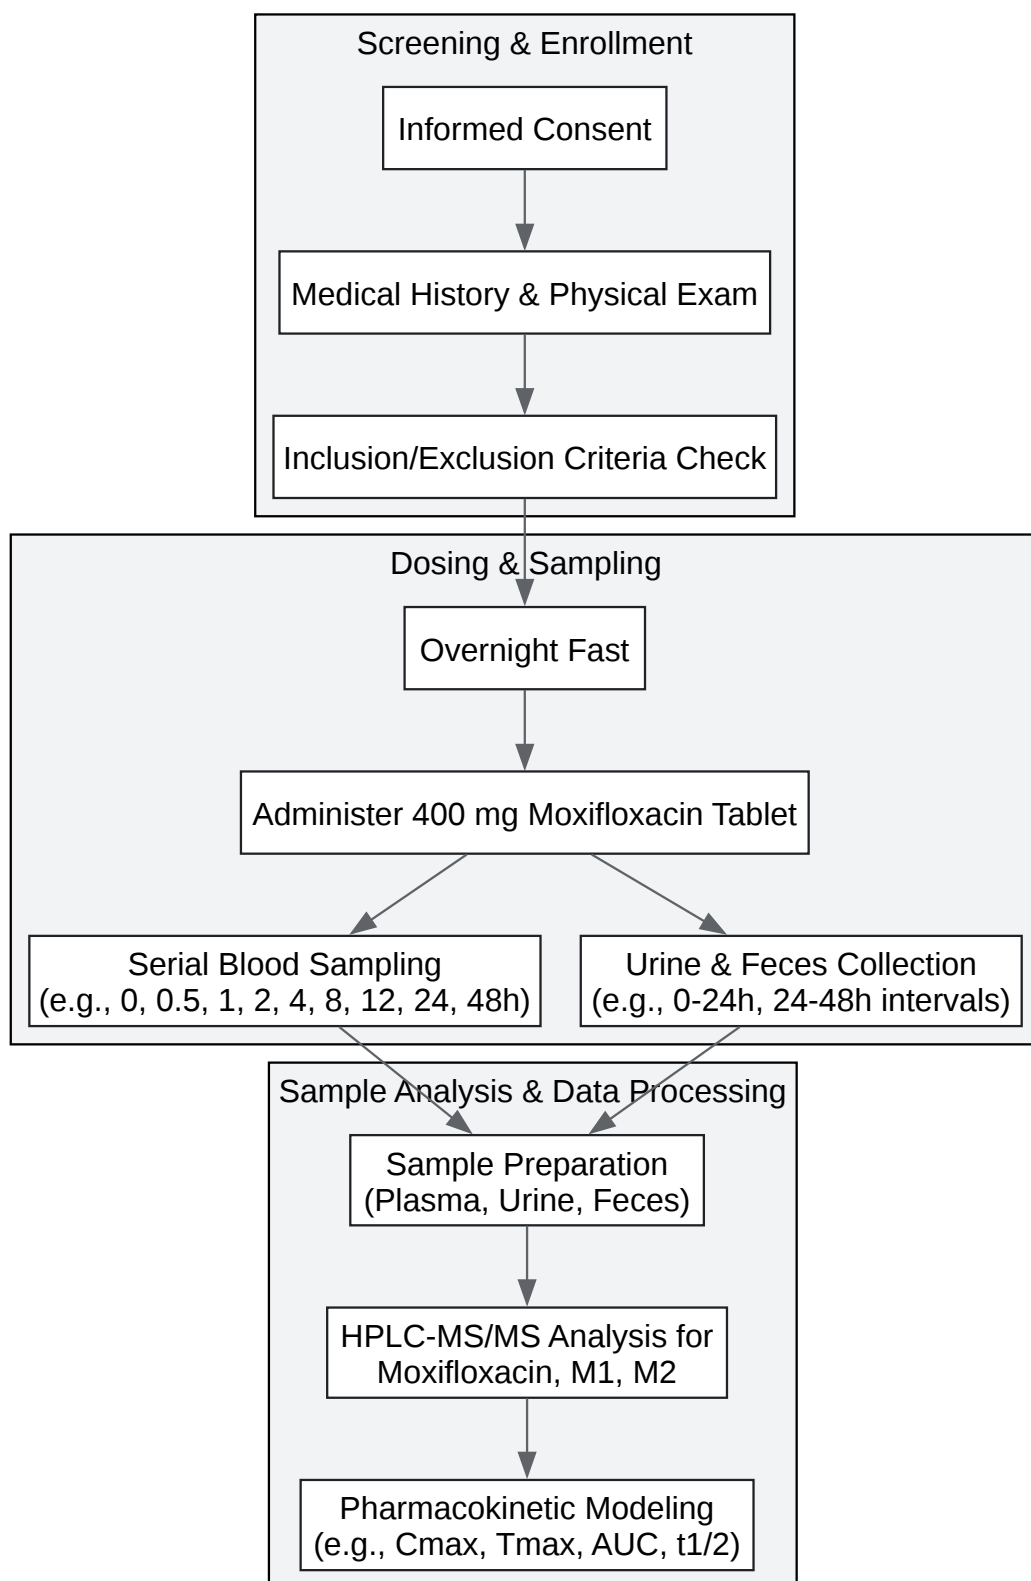 Screening & Enrollment
Informed Consent
Medical History & Physical Exam
Inclusion/Exclusion Criteria Check
Dosing & Sampling
Overnight Fast
Administer 400 mg Moxifloxacin Tablet
Serial Blood Sampling
(e.g., 0, 0.5, 1, 2, 4, 8, 12, 24, 48h)
Urine & Feces Collection
(e.g., 0-24h, 24-48h intervals)
Sample Analysis & Data Processing
Sample Preparation
(Plasma, Urine, Feces)
HPLC-MS/MS Analysis for
Moxifloxacin, M1, M2
Pharmacokinetic Modeling
(e.g., Cmax, Tmax, AUC, t1/2)